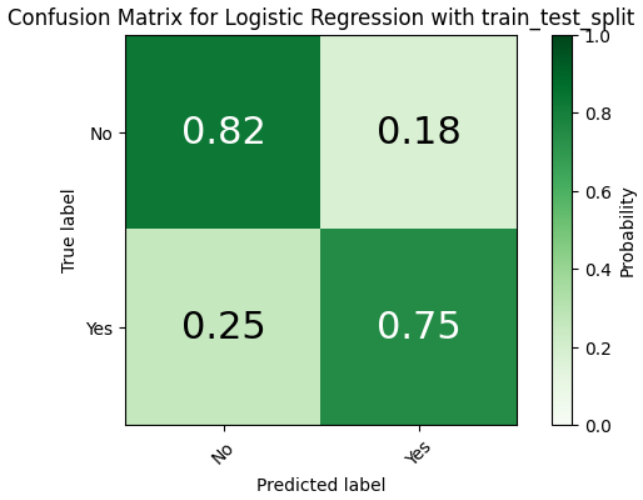 Confusion Matrix for Logistic Regression with train_test_split
True label
No
0.82
0.18
Yes
0.25
0.75
No
Yes
Predicted label
1.0
0.8
0.6
0.4
0.2
0.0
Probability